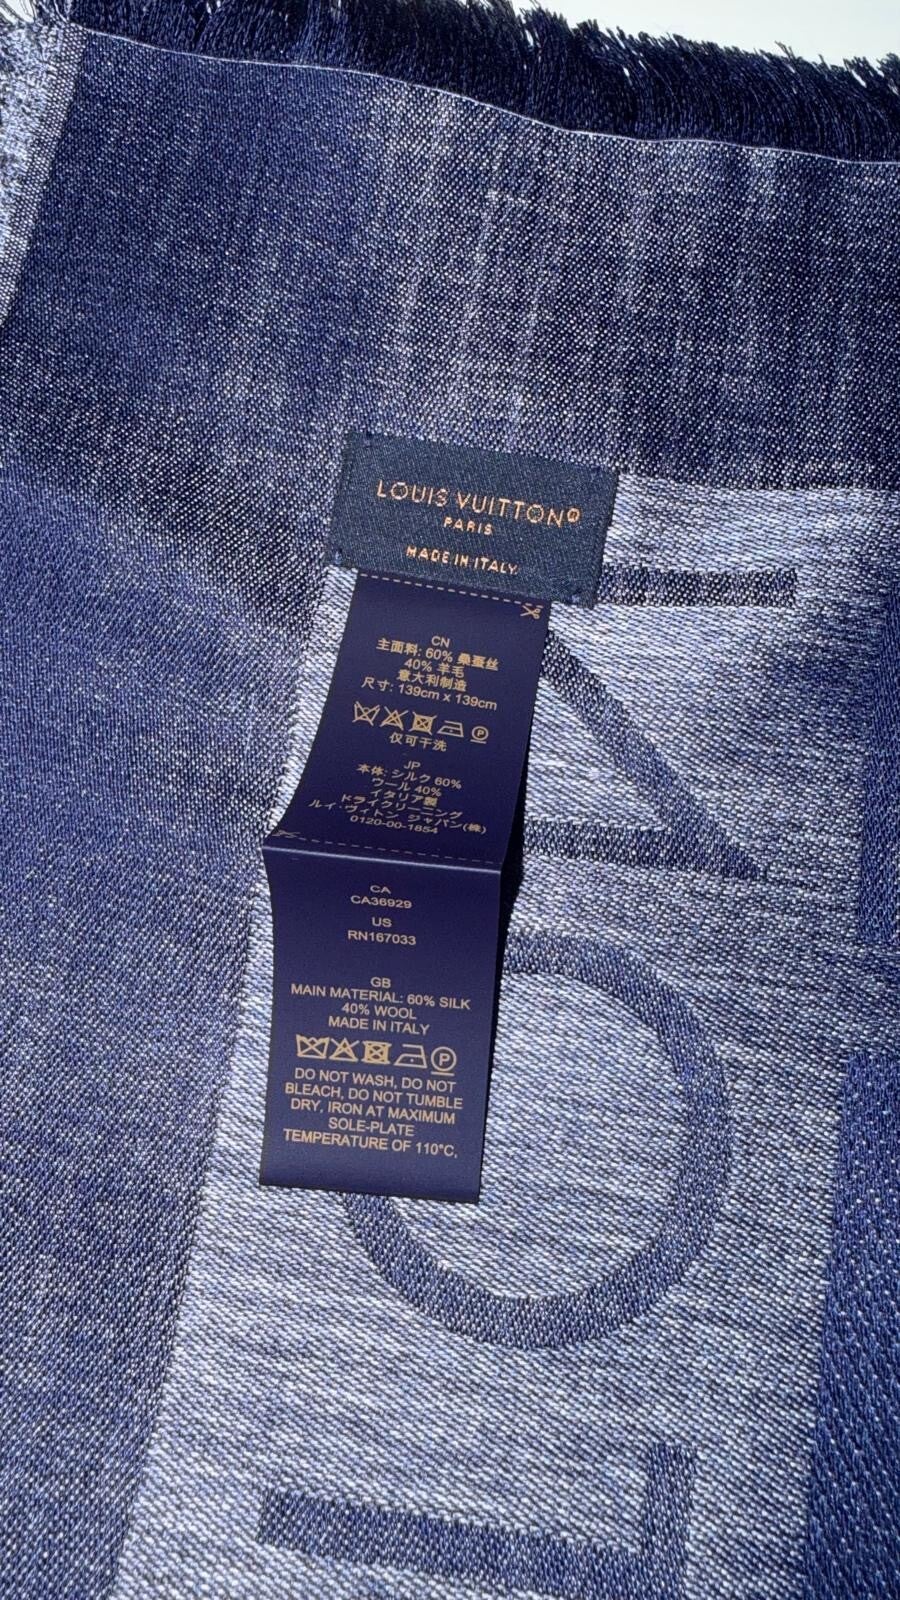 LOUIS VUITTON®
PARIS
MADE IN ITALY
CN
主面料: 60% 桑蚕丝
40% 羊毛
意大利制造
尺寸: 139cm x 139cm
P
仅可干洗
JP
本体: シルク 60%
ウール 40%
イタリア製
ドライクリーニング
ルイ・ヴィトン ジャパン(株)
0120-00-1854
CA
CA36929
US
RN167033
GB
MAIN MATERIAL: 60% SILK
40% WOOL
MADE IN ITALY
P
DO NOT WASH, DO NOT
BLEACH, DO NOT TUMBLE
DRY, IRON AT MAXIMUM
SOLE-PLATE
TEMPERATURE OF 110°C,